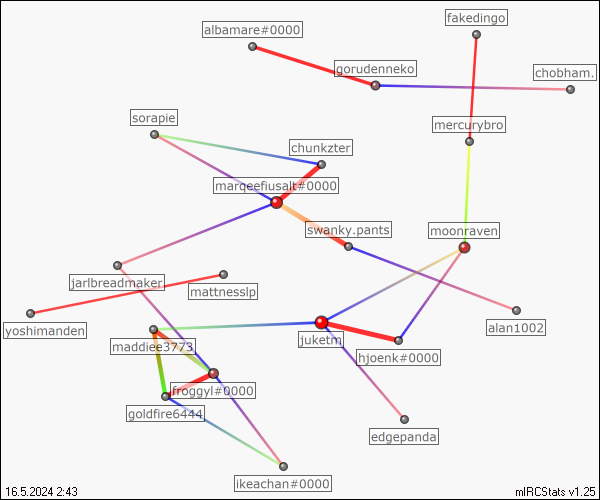 fakedingo
albamare#0000
gorudenneko
chobham.
sorapie
mercurybro
chunkzter
marqeefiusalt#0000
swanky.pants
moonraven
jarlbreadmaker
mattnesslp
yoshimanden
alan1002
maddiee3773
juketm
hjoenk#0000
froggyl#0000
goldfire6444
edgepanda
ikeachan#0000
16.5.2024 2:43
mIRCStats v1.25